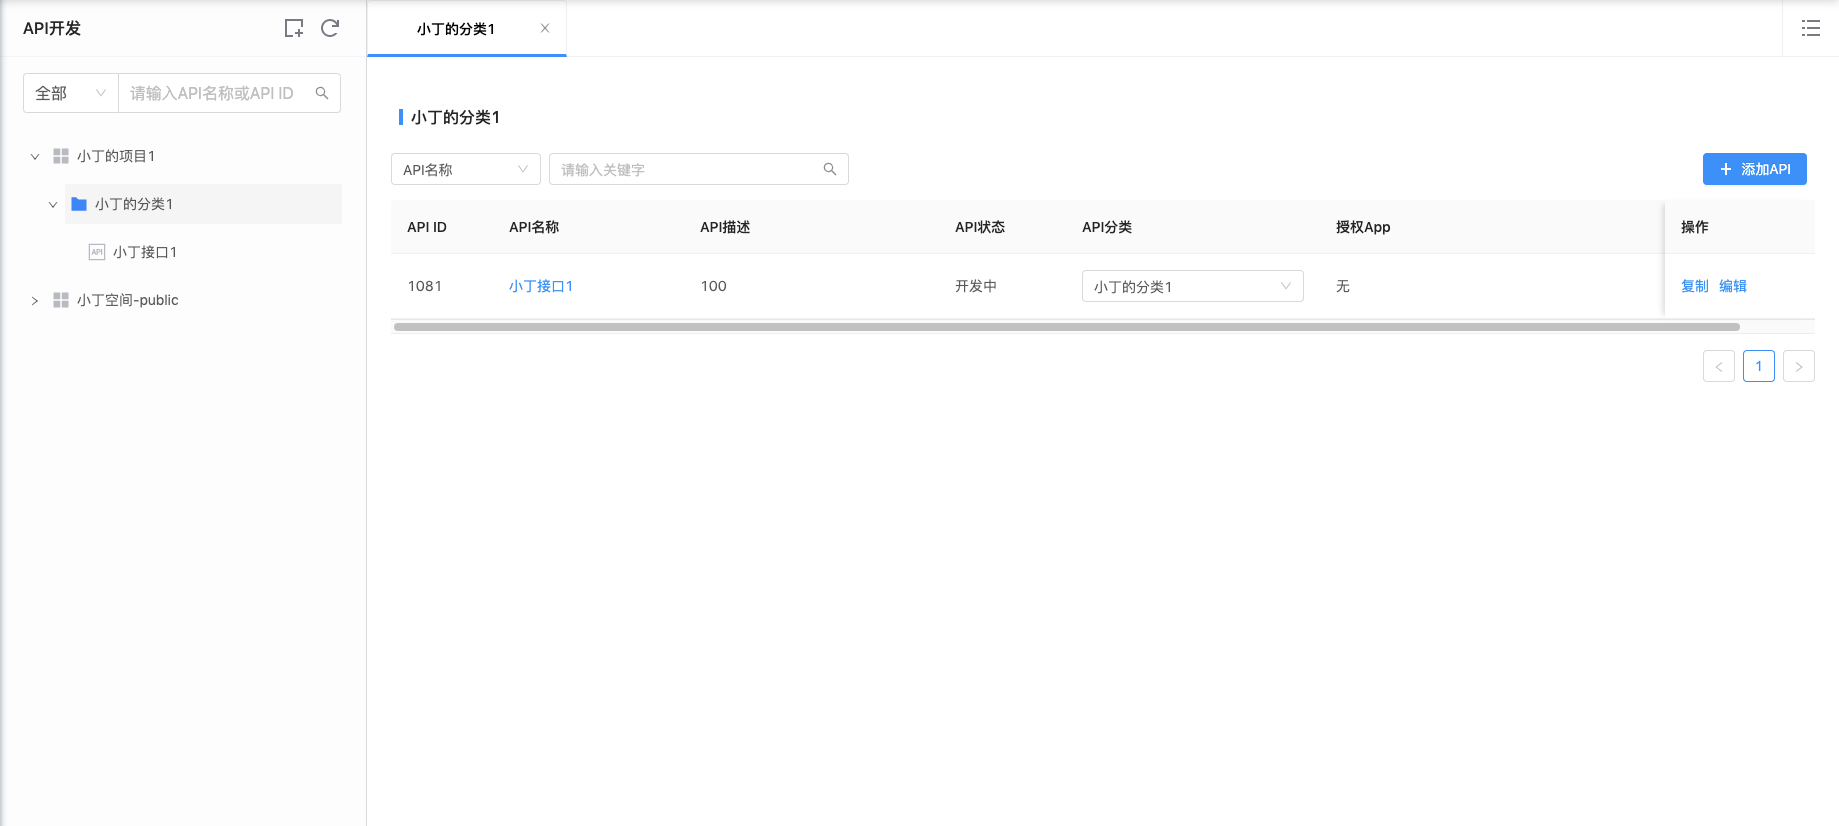 API开发
小丁的分类1
全部
请输入API名称或API ID
小丁的项目1
小丁的分类1
API
小丁接口1
小丁空间-public
小丁的分类1
API名称
请输入关键字
添加API
API ID
API名称
API描述
API状态
API分类
授权App
操作
1081
小丁接口1
100
开发中
小丁的分类1
无
复制 编辑
1